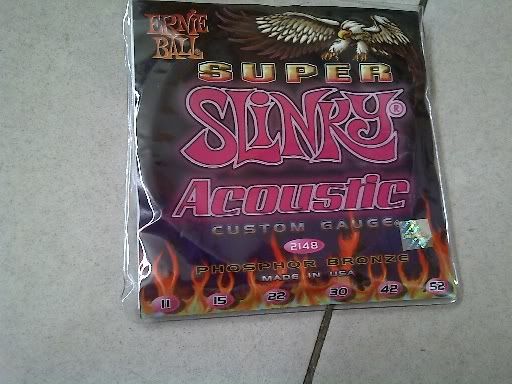 ERNIE
BALL
SUPER
SLINKY®
Acoustic
CUSTOM GAUGE
2148
PHOSPHOR BRONZE
MADE IN USA
11 15 22 30 42 52